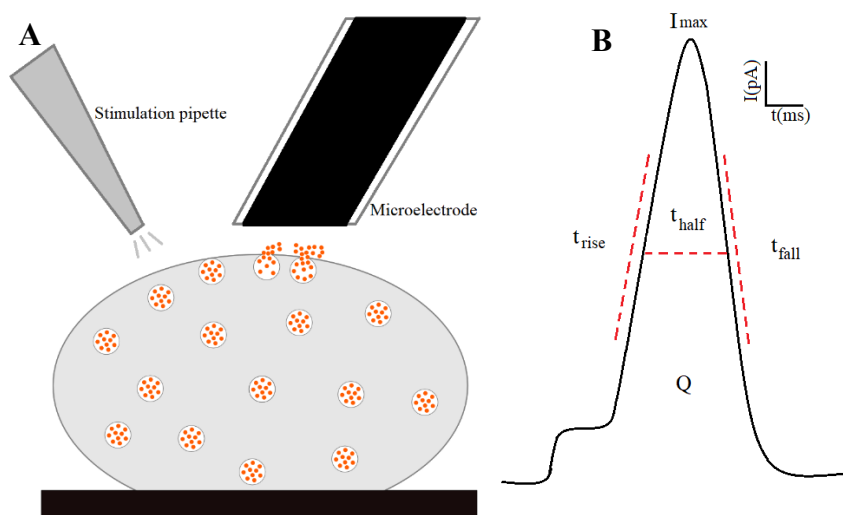 A
Stimulation pipette
Microelectrode
B
Imax
I(pA)
t(ms)
trise
thalf
tfall
Q